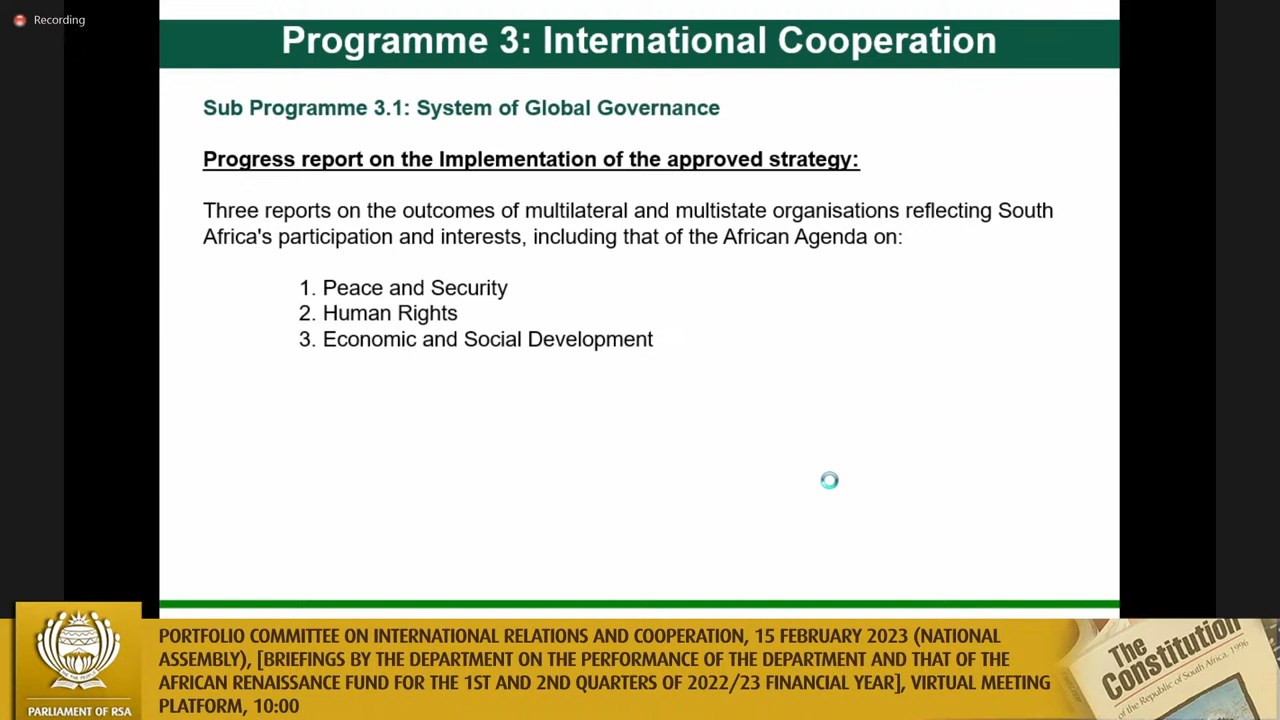 Recording
Programme 3: International Cooperation
Sub Programme 3.1: System of Global Governance
Progress report on the Implementation of the approved strategy:
Three reports on the outcomes of multilateral and multistate organisations reflecting South
Africa's participation and interests, including that of the African Agenda on:
1. Peace and Security
2. Human Rights
3. Economic and Social Development
PARLIAMENT OF RSA
PORTFOLIO COMMITTEE ON INTERNATIONAL RELATIONS AND COOPERATION, 15 FEBRUARY 2023 (NATIONAL
ASSEMBLY), [BRIEFINGS BY THE DEPARTMENT ON THE PERFORMANCE OF THE DEPARTMENT AND THAT OF THE
AFRICAN RENAISSANCE FUND FOR THE 1ST AND 2ND QUARTERS OF 2022/23 FINANCIAL YEAR], VIRTUAL MEETING
PLATFORM, 10:00
The
Constitution
of the Republic of South Africa, 1996